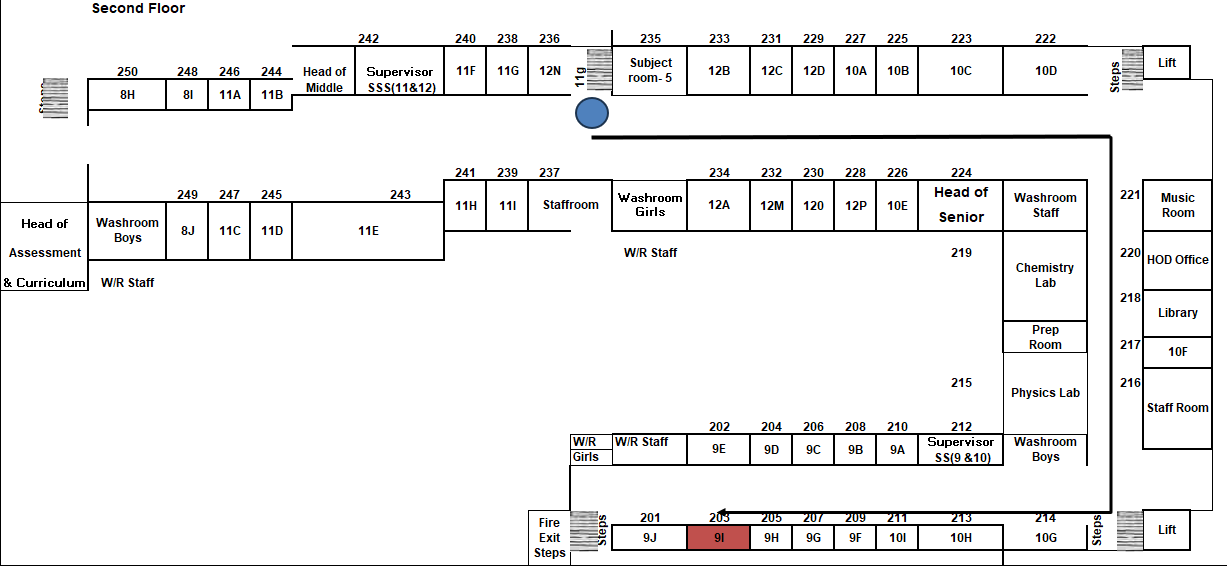 Second Floor
242 240 238 236 235 233 231 229 227 225 223 222
250 248 246 244
Head of
Middle
Supervisor
SSS(11&12)
11F 11G 12N
11g
Subject
room- 5
12B 12C 12D 10A 10B 10C 10D
Steps
Lift
8H 8I 11A 11B
241 239 237 234 232 230 228 226 224
249 247 245 243
221
Head of
Assessment
& Curriculum
Washroom
Boys
8J 11C 11D 11E
11H 11I Staffroom
Washroom
Girls
12A 12M 120 12P 10E
Head of
Senior
Washroom
Staff
Music
Room
W/R Staff
W/R Staff
219
Chemistry
Lab
220
HOD Office
218
Library
Prep
Room
217
10F
215
Physics Lab
216
Staff Room
202 204 206 208 210 212
W/R
Girls
W/R Staff
9E 9D 9C 9B 9A
Supervisor
SS(9 &10)
Washroom
Boys
Fire
Exit
Steps
Steps
201 203 205 207 209 211 213 214
9J 9I 9H 9G 9F 10I 10H 10G
Steps
Lift